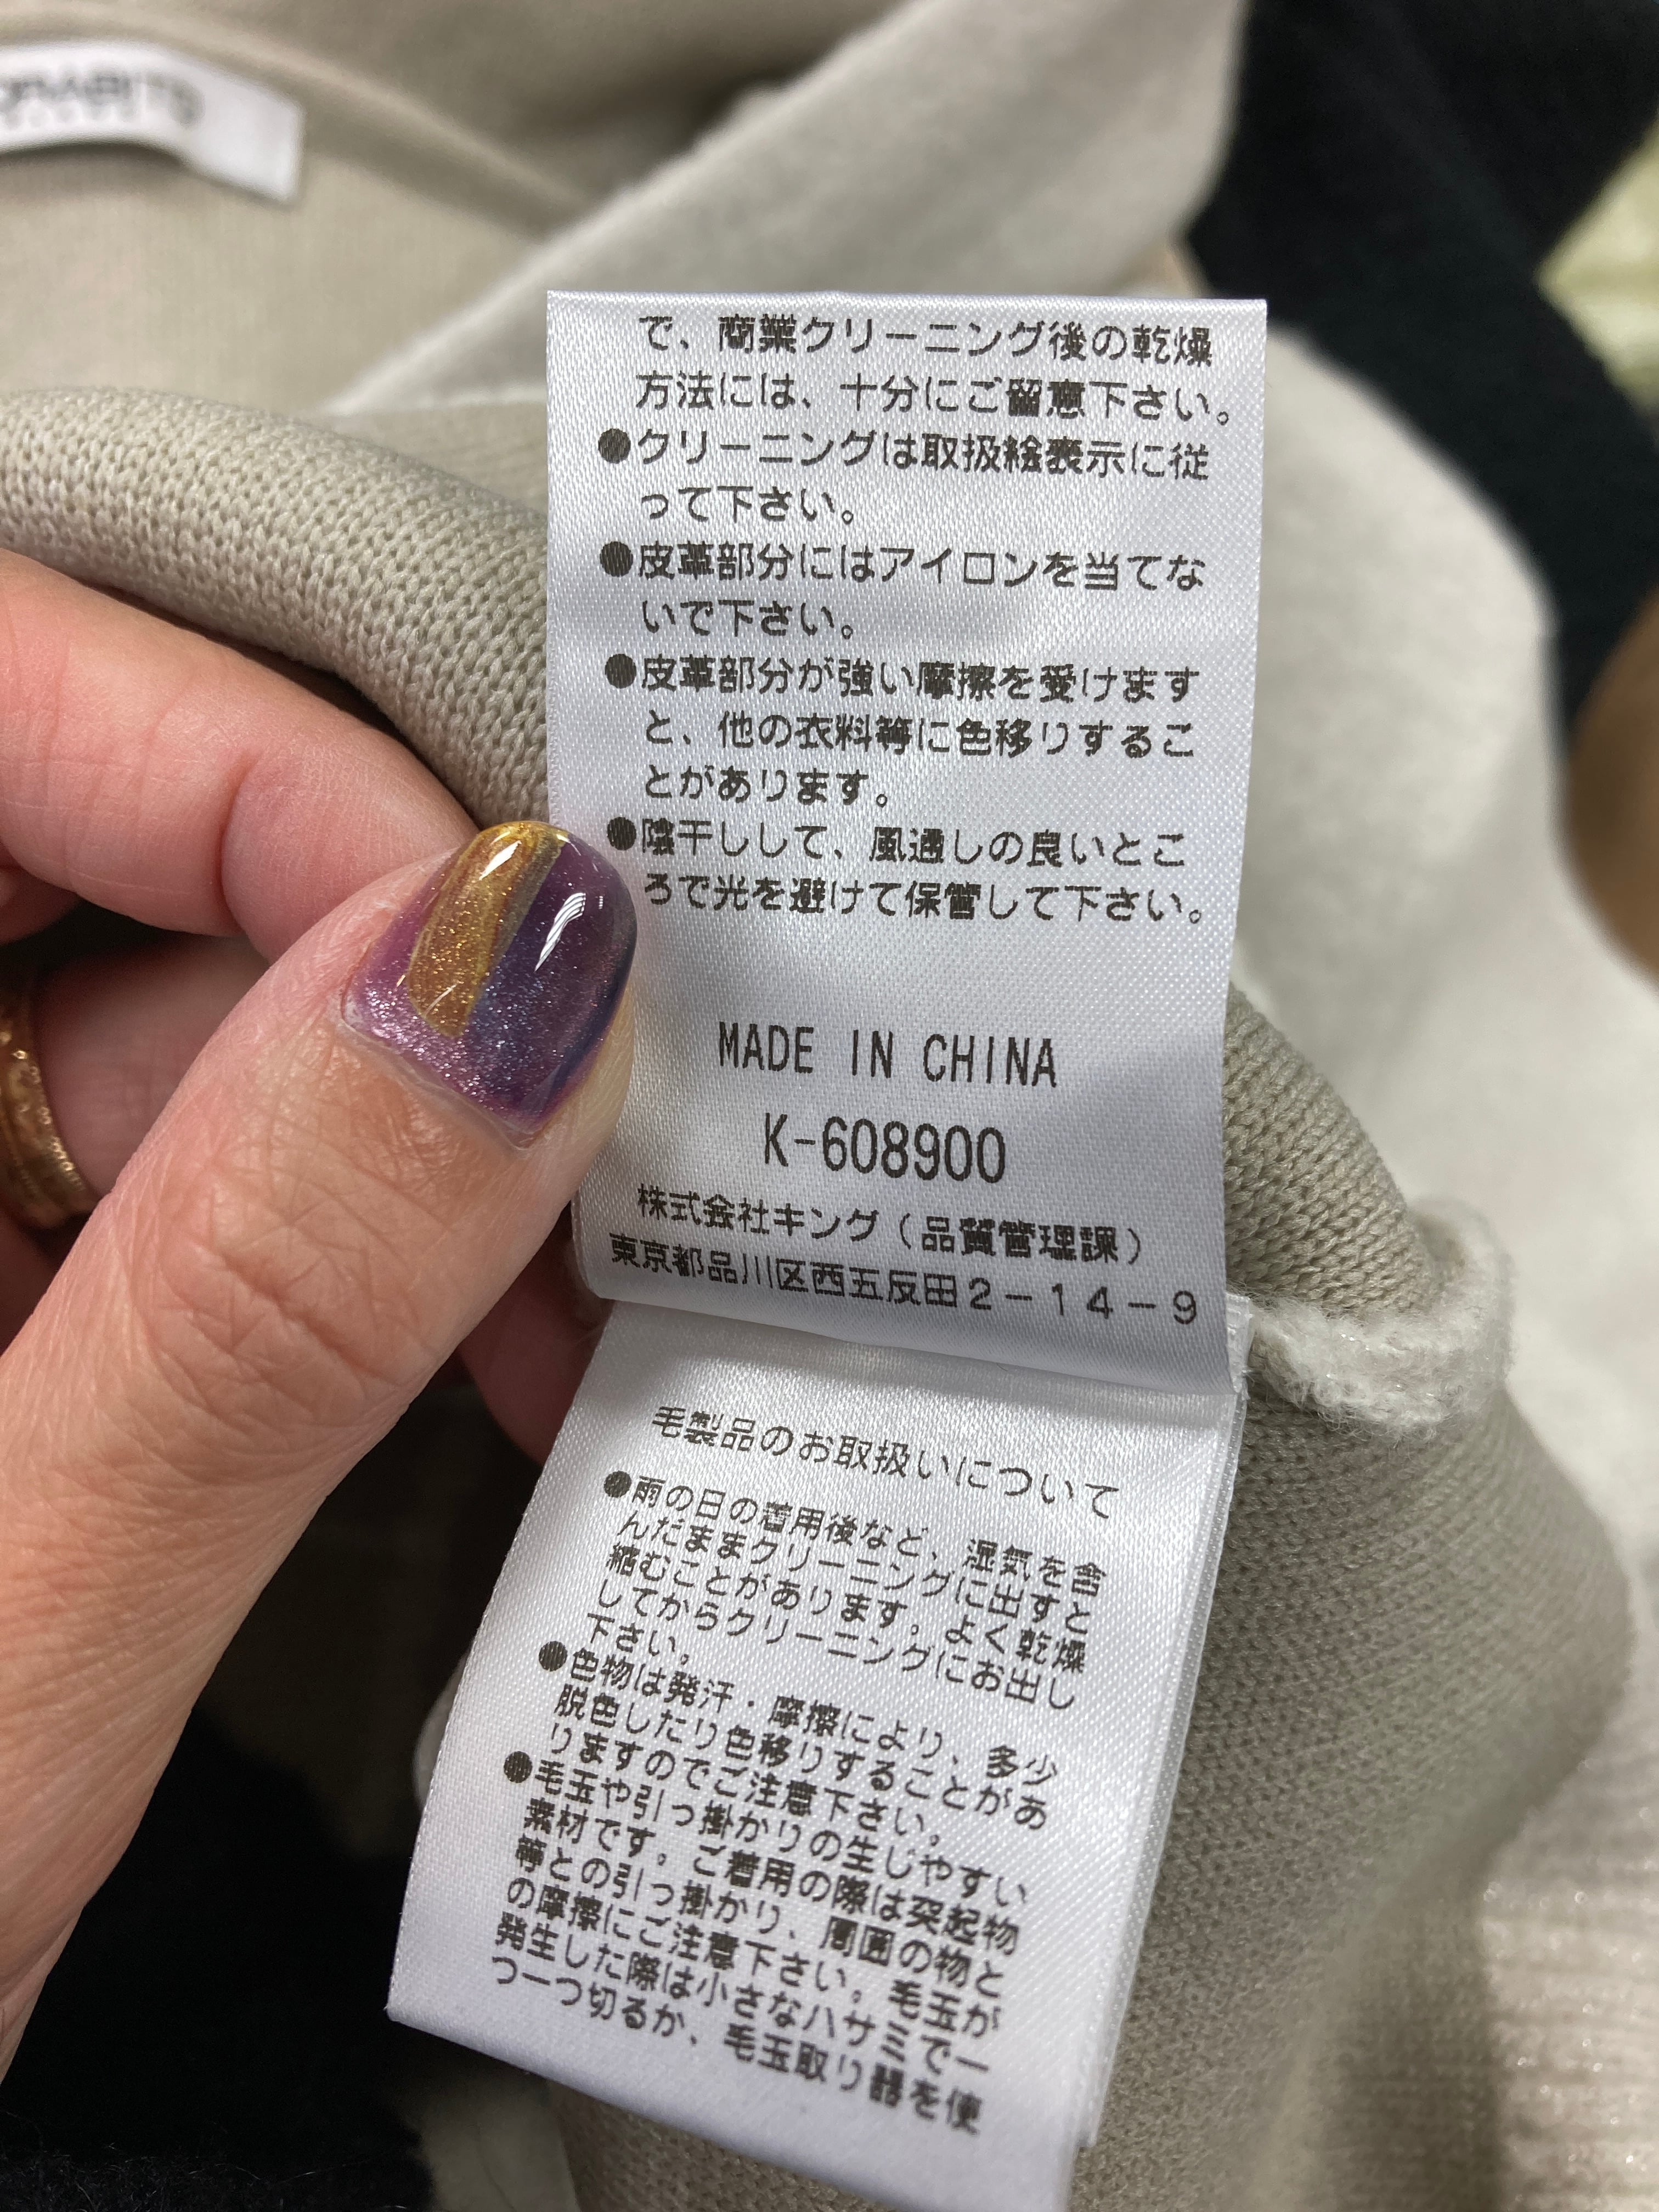 で、商業クリーニング後の乾燥
方法には、十分にご留意下さい。
●クリーニングは取扱絵表示に従
って下さい。
●皮革部分にはアイロンを当てな
いで下さい。
●皮革部分が強い摩擦を受けます
と、他の衣料等に色移りするこ
とがあります。
●陰干しして、風通しの良いとこ
ろで光を避けて保管して下さい。
MADE IN CHINA
K-608900
株式会社キング(品質管理課)
東京都品川区西五反田2-14-9
毛製品のお取扱いについて
●雨の日の着用後など、湿気を含
んだままクリーニングに出すと
縮むことがあります。よく乾燥
してからクリーニングにお出し
下さい。
●色物は発汗・摩擦により、多少
脱色したり色移りすることがあ
りますのでご注意下さい。
●毛玉や引っ掛かりの生じやすい
素材です。ご着用の際は突起物
等との引っ掛かり、周囲の物と
の摩擦にご注意下さい。毛玉が
発生した際は小さなハサミで一
つ一つ切るか、毛玉取り器を使